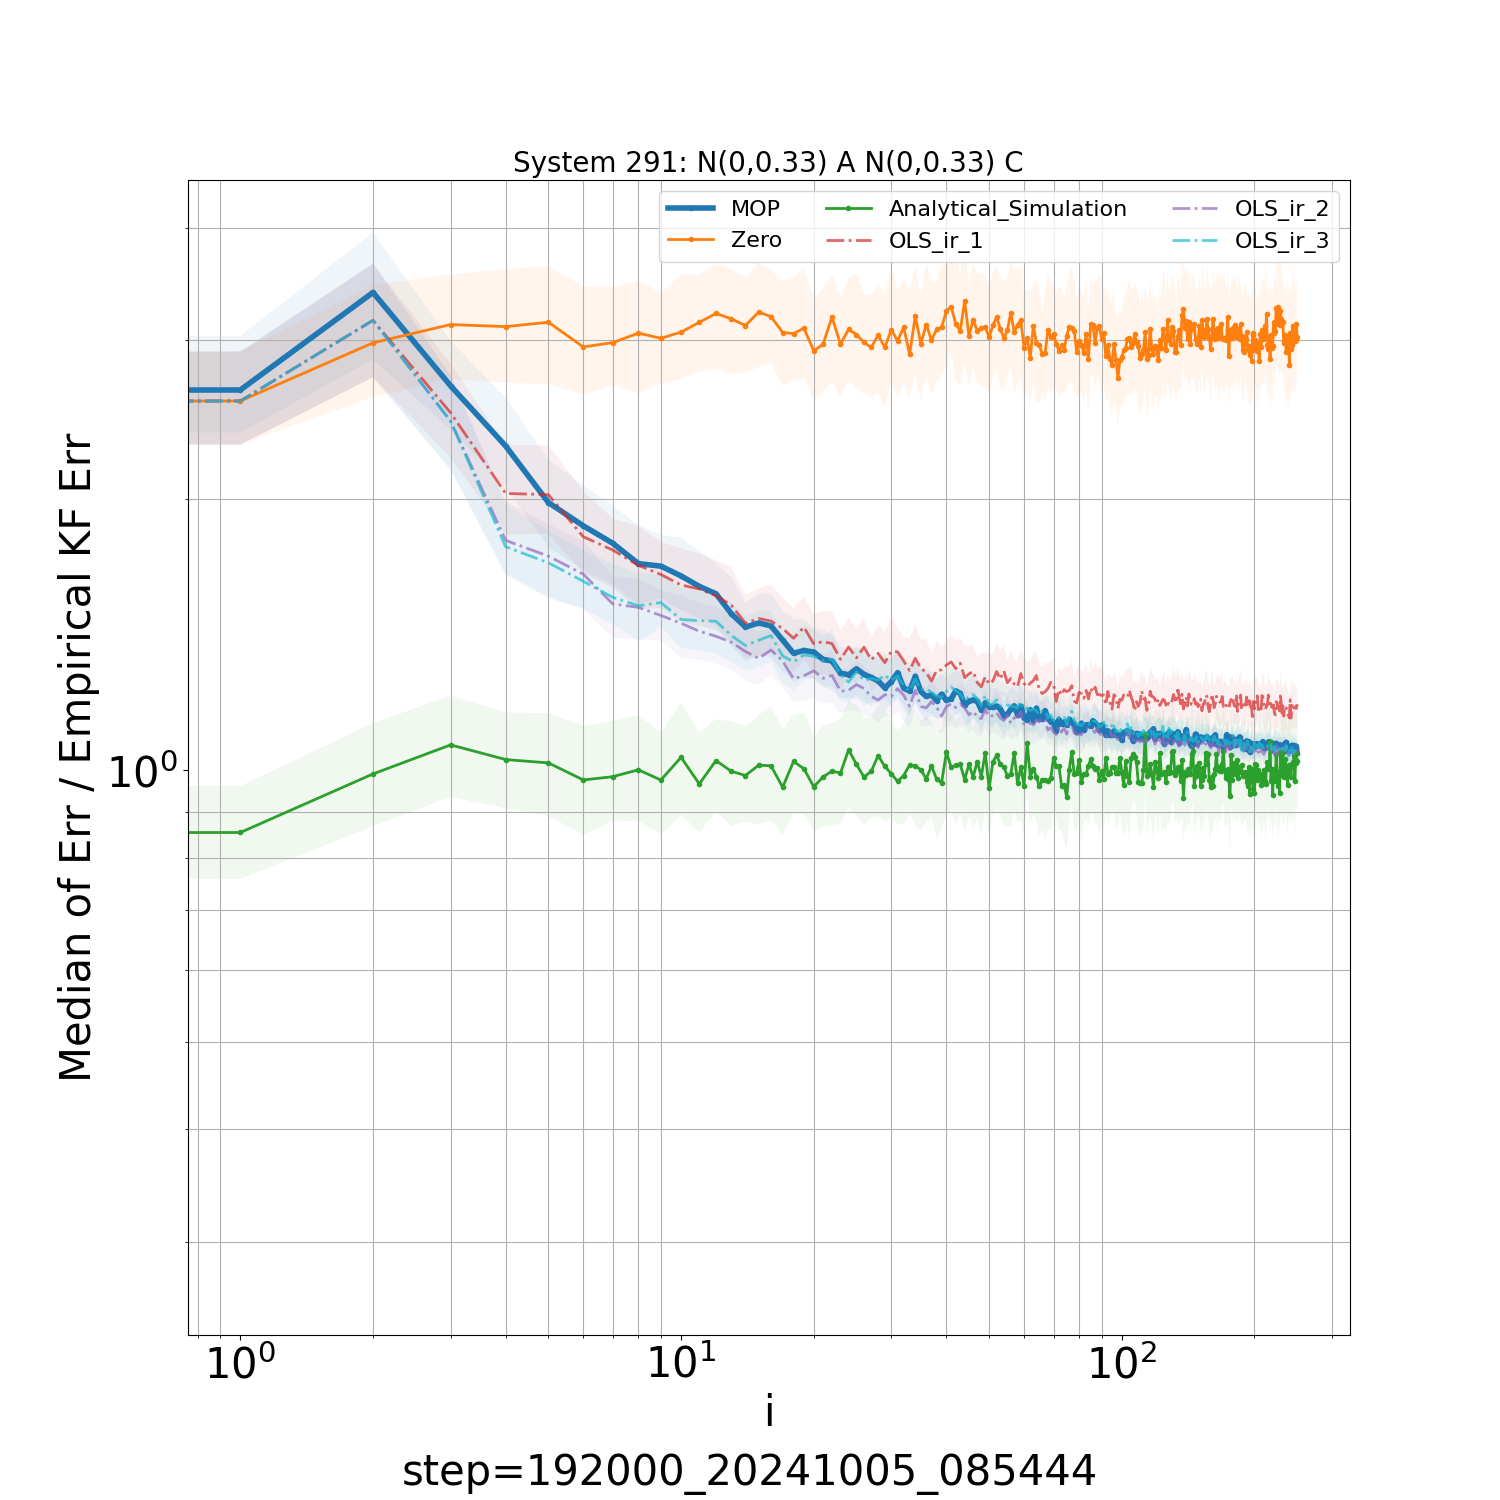 System 291: N(0,0.33) A N(0,0.33) C
MOP
Zero
Analytical_Simulation
OLS_ir_1
OLS_ir_2
OLS_ir_3
Median of Err / Empirical KF Err
10⁰
10⁰
10¹
10²
i
step=192000_20241005_085444